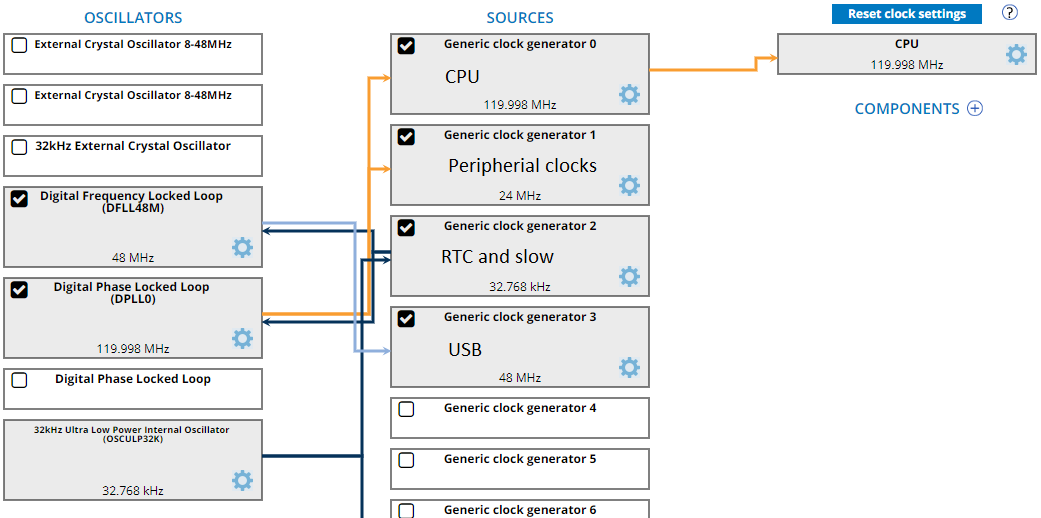 OSCILLATORS
External Crystal Oscillator 8-48MHz
External Crystal Oscillator 8-48MHz
32kHz External Crystal Oscillator
Digital Frequency Locked Loop
(DFLL48M)
48 MHz
Digital Phase Locked Loop
(DPLL0)
119.998 MHz
Digital Phase Locked Loop
32kHz Ultra Low Power Internal Oscillator
(OSCULP32K)
32.768 kHz
SOURCES
Generic clock generator 0
CPU
119.998 MHz
Generic clock generator 1
Peripherial clocks
24 MHz
Generic clock generator 2
RTC and slow
32.768 kHz
Generic clock generator 3
USB
48 MHz
Generic clock generator 4
Generic clock generator 5
Generic clock generator 6
Reset clock settings
?
CPU
119.998 MHz
COMPONENTS